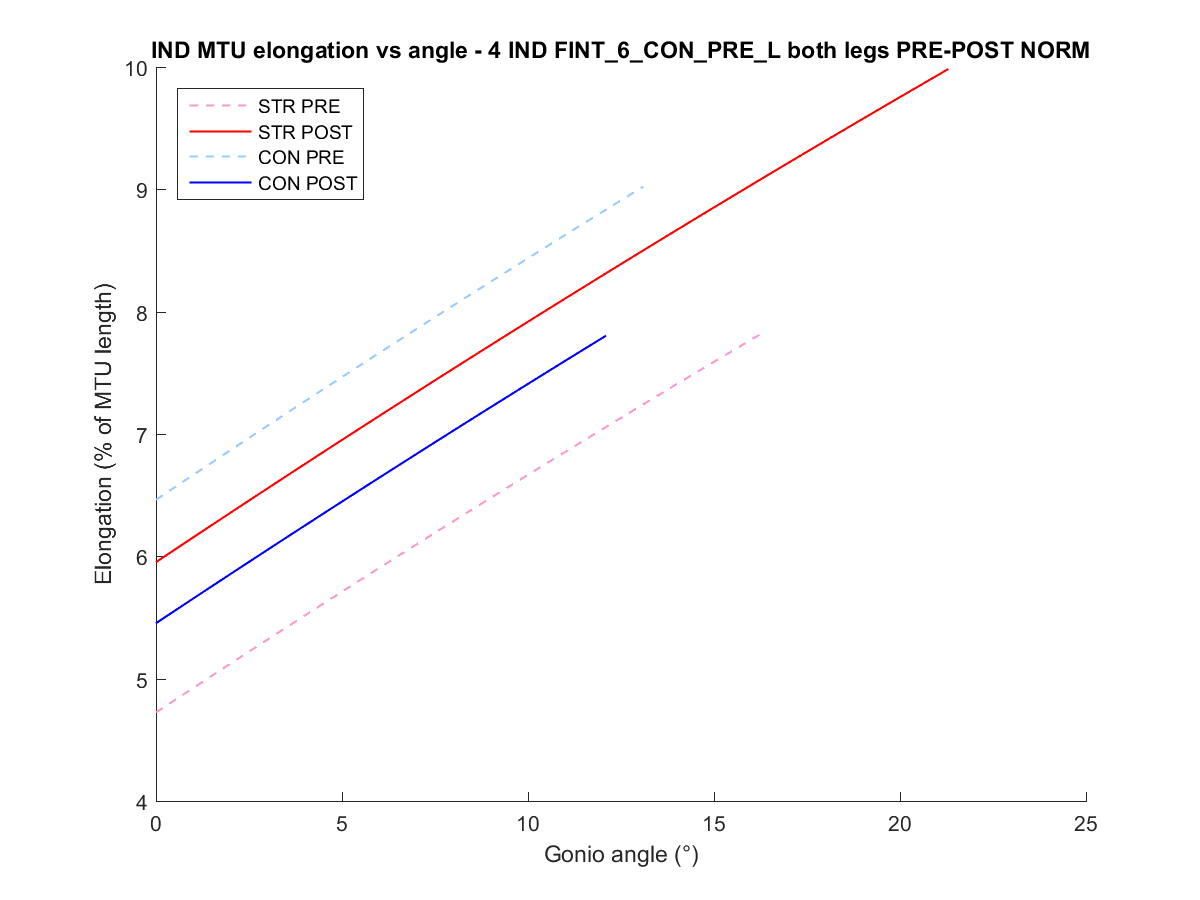 IND MTU elongation vs angle - 4 IND FINT_6_CON_PRE_L both legs PRE-POST NORM
10
9
8
7
6
5
4
Elongation (% of MTU length)
STR PRE
STR POST
CON PRE
CON POST
0
5
10
15
20
25
Gonio angle (°)